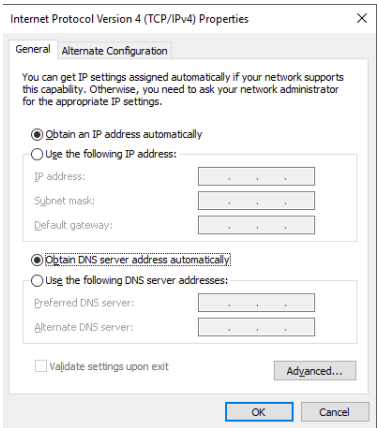 Internet Protocol Version 4 (TCP/IPv4) Properties
General
Alternate Configuration
You can get IP settings assigned automatically if your network supports
this capability. Otherwise, you need to ask your network administrator
for the appropriate IP settings.
Obtain an IP address automatically
Use the following IP address:
IP address:
Subnet mask:
Default gateway:
Obtain DNS server address automatically
Use the following DNS server addresses:
Preferred DNS server:
Alternate DNS server:
Validate settings upon exit
Advanced...
OK
Cancel